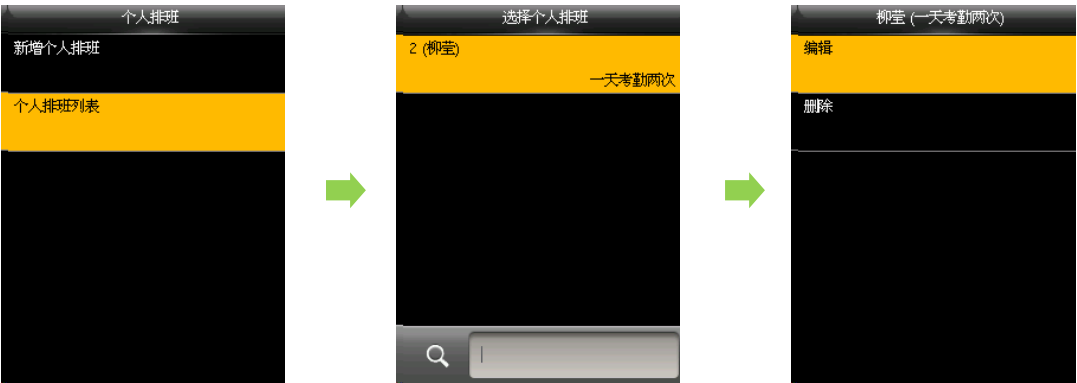 个人排班
新增个人排班
个人排班列表
选择个人排班
2 (柳莹)
一天考勤两次
柳莹 (一天考勤两次)
编辑
删除